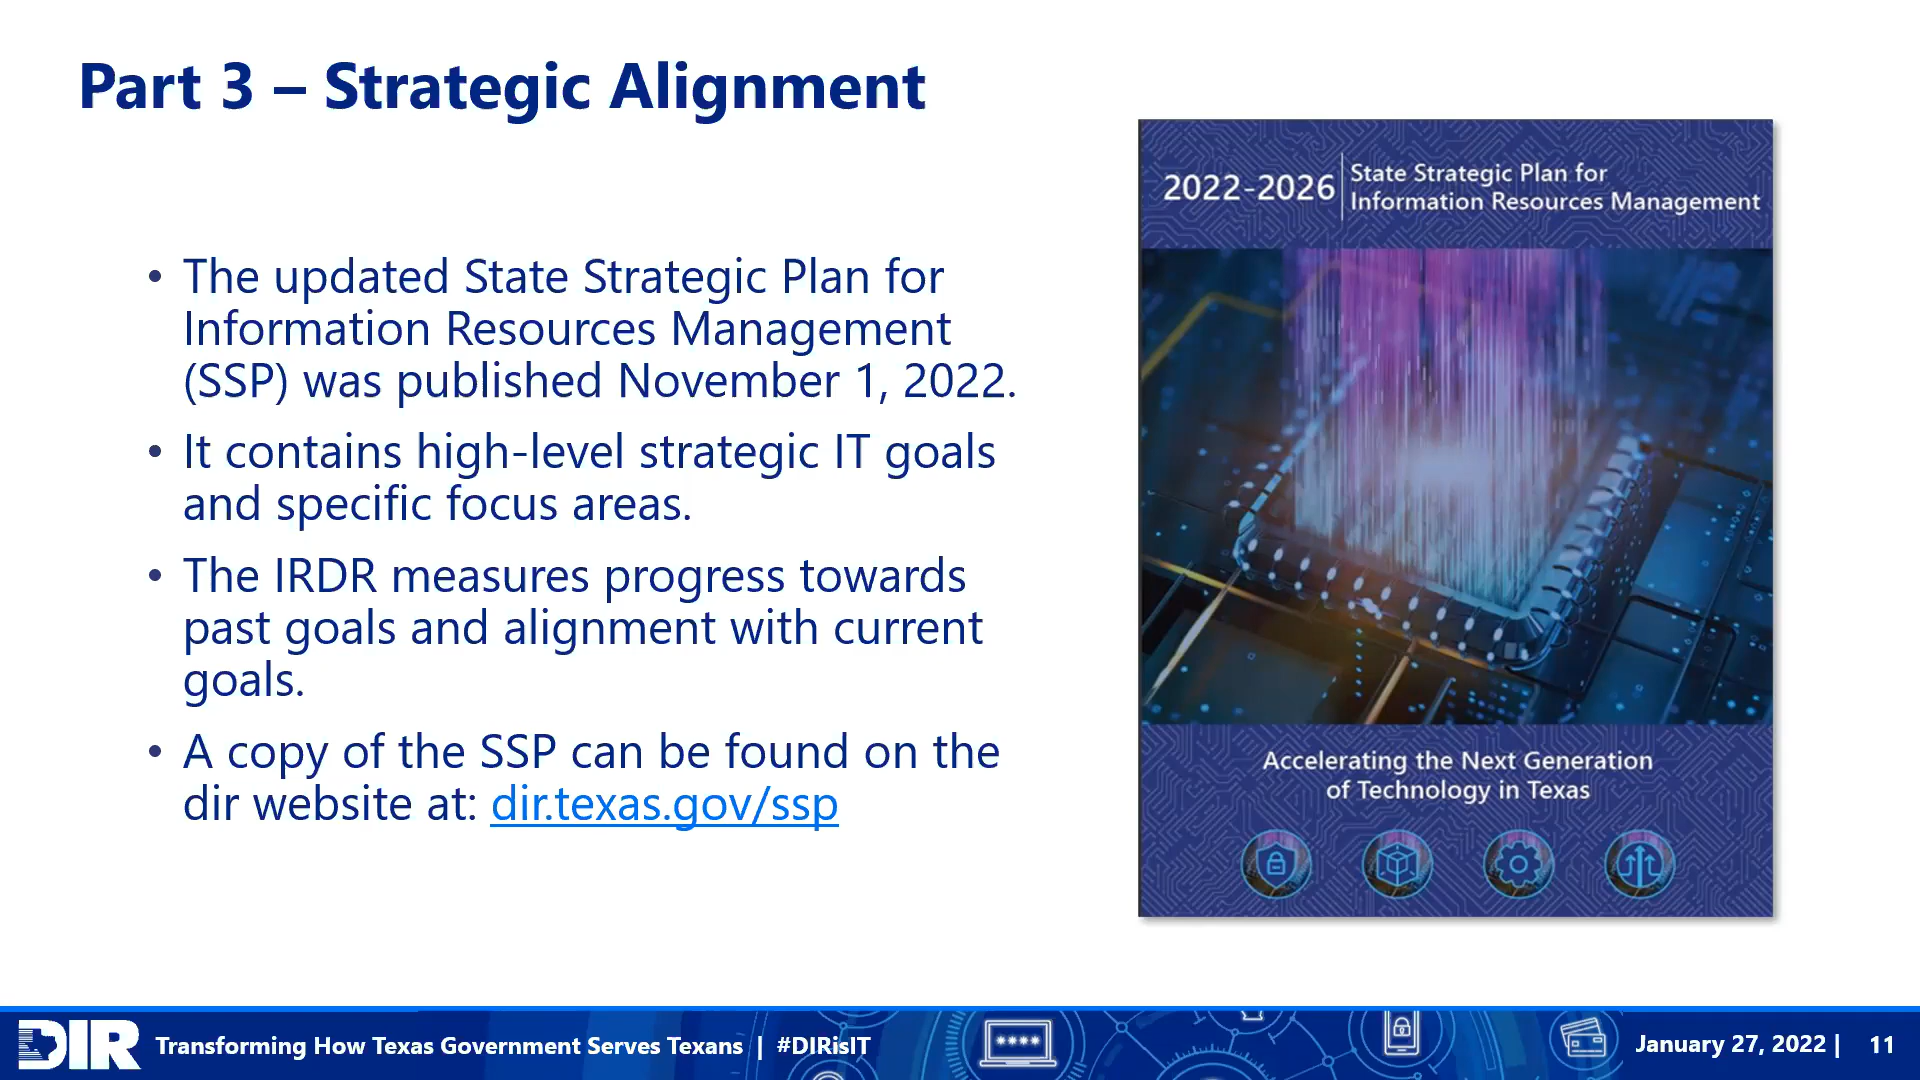 Part 3 – Strategic Alignment
• The updated State Strategic Plan for
Information Resources Management
(SSP) was published November 1, 2022.
• It contains high-level strategic IT goals
and specific focus areas.
• The IRDR measures progress towards
past goals and alignment with current
goals.
• A copy of the SSP can be found on the
dir website at: dir.texas.gov/ssp
2022-2026
State Strategic Plan for
Information Resources Management
Accelerating the Next Generation
of Technology in Texas
DIR
Transforming How Texas Government Serves Texans | #DIRisIT
****
January 27, 2022 | 11